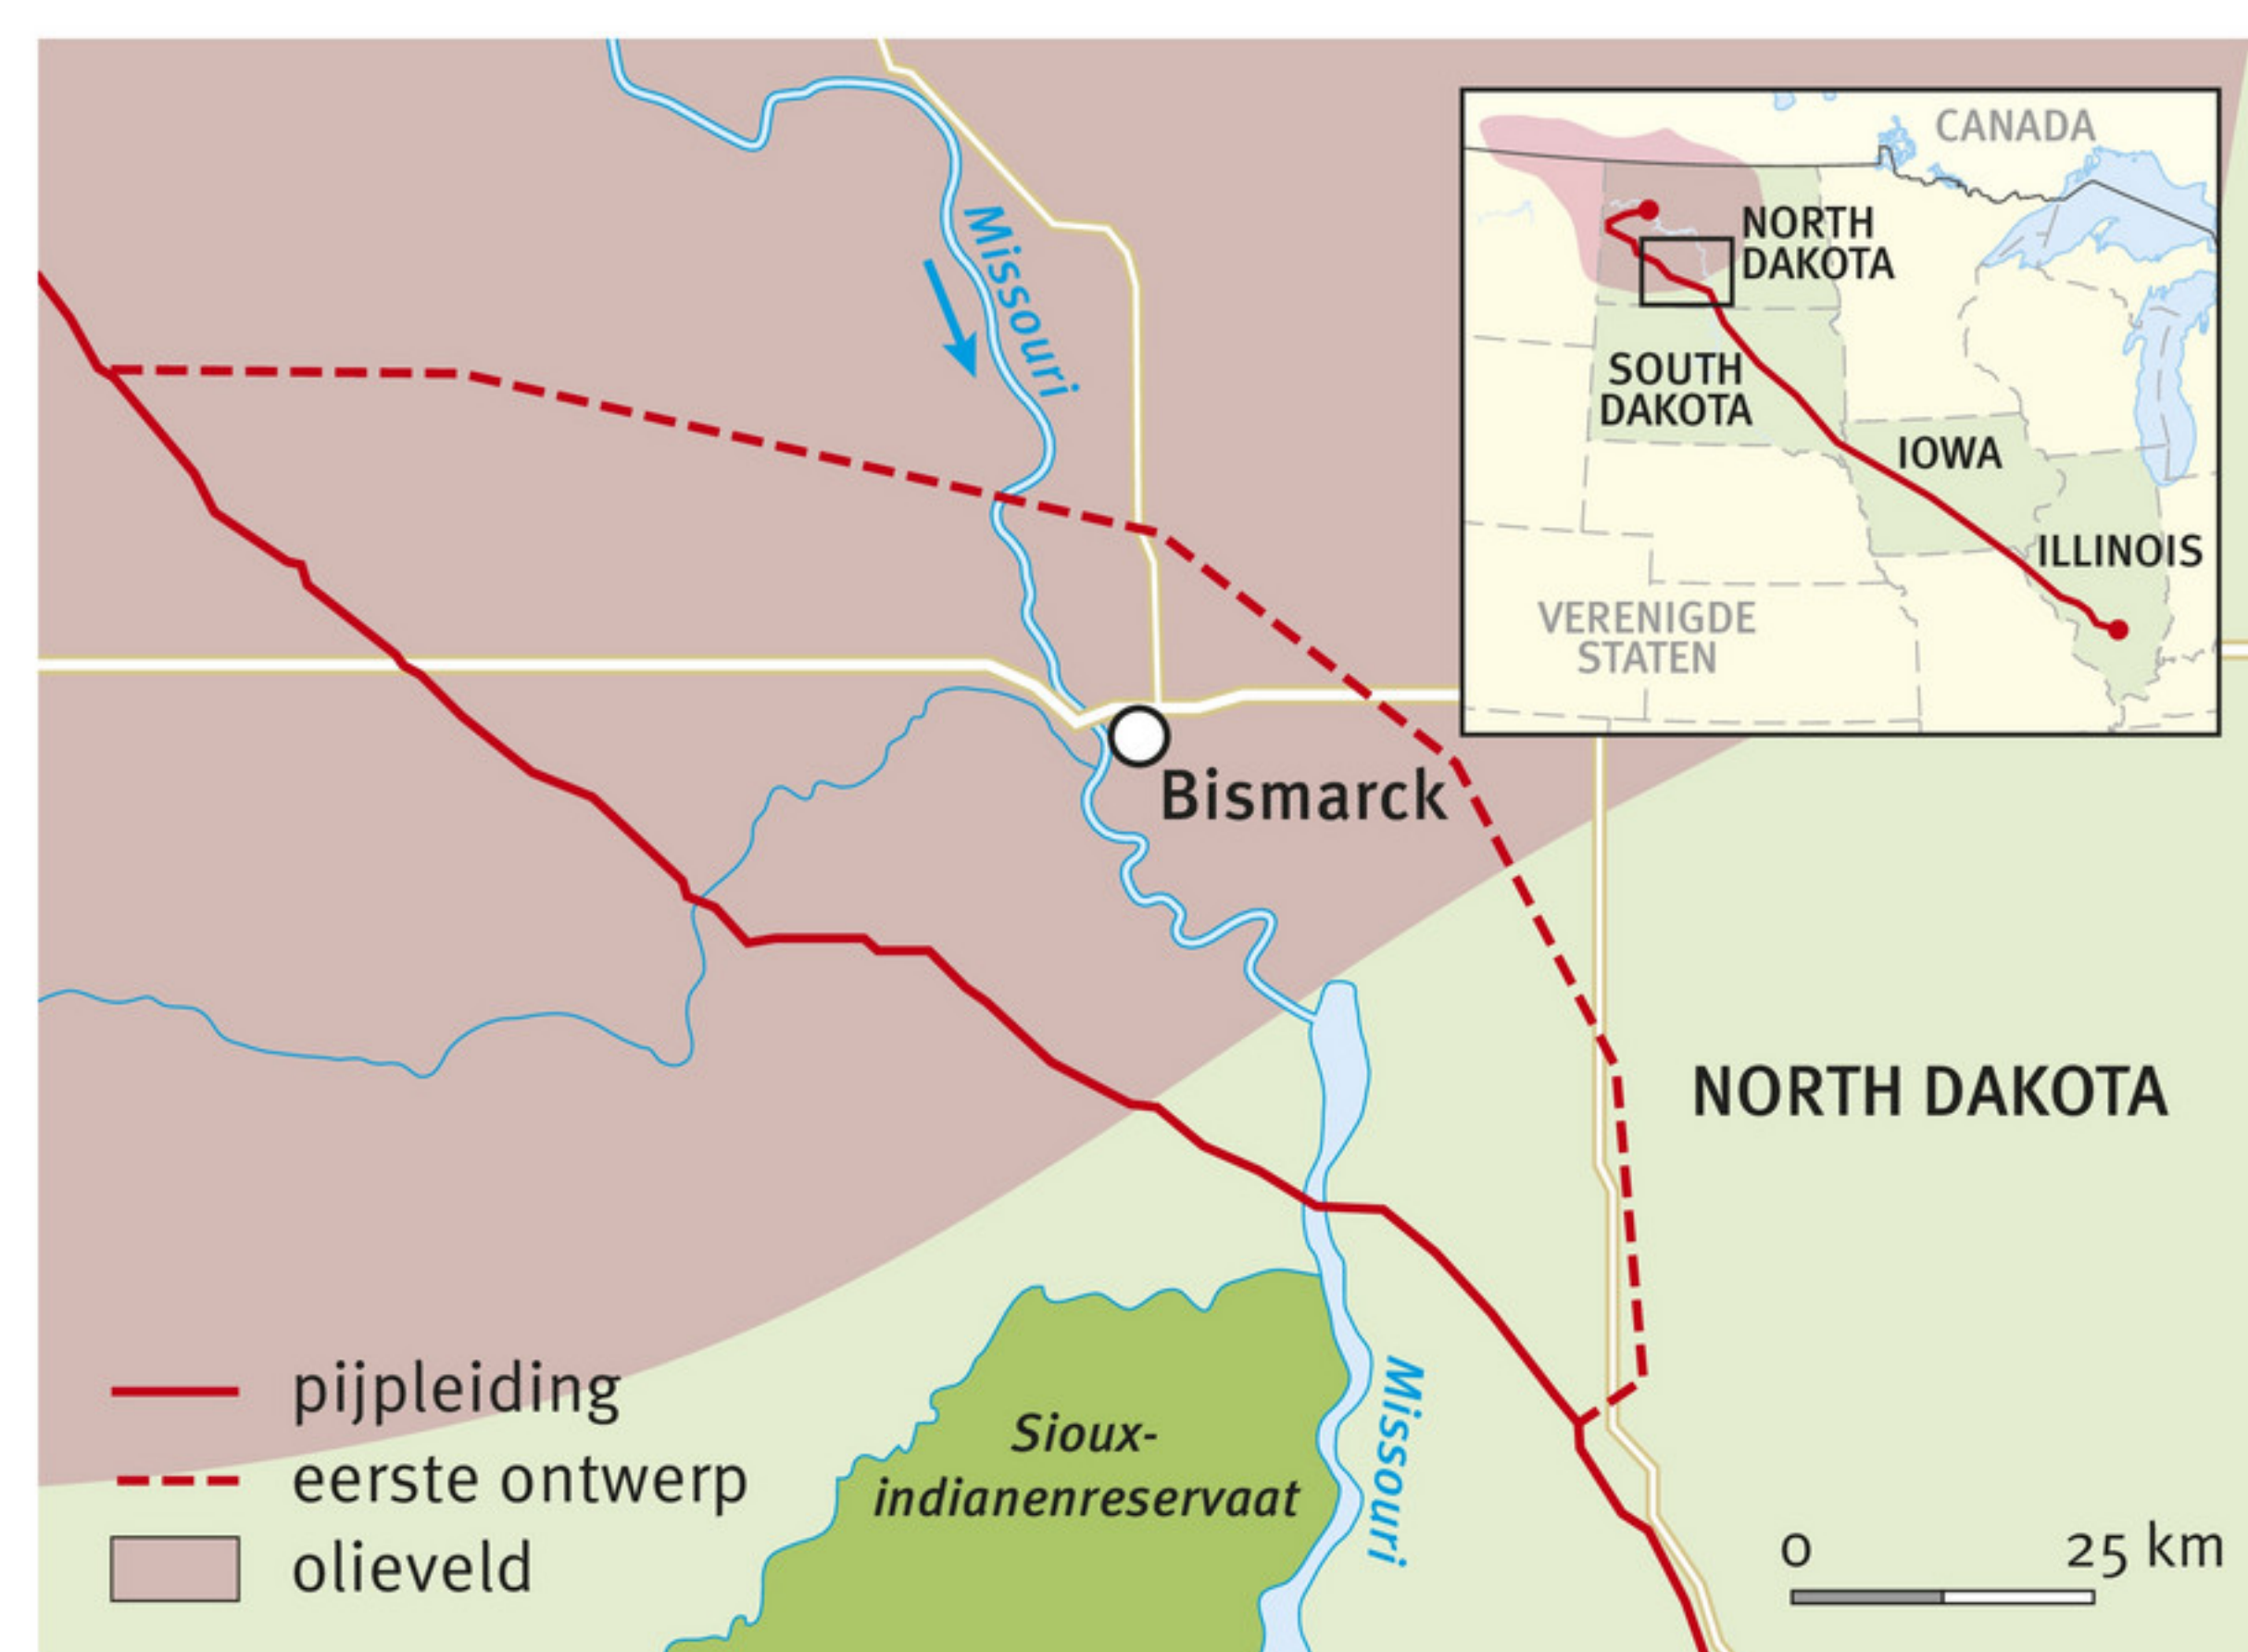 CANADA
NORTH
DAKOTA
SOUTH
DAKOTA
IOWA
ILLINOIS
VERENIGDE
STATEN
Missouri
Bismarck
NORTH DAKOTA
Missouri
Sioux-
indianenreservaat
pijpleiding
eerste ontwerp
olieveld
0 25 km